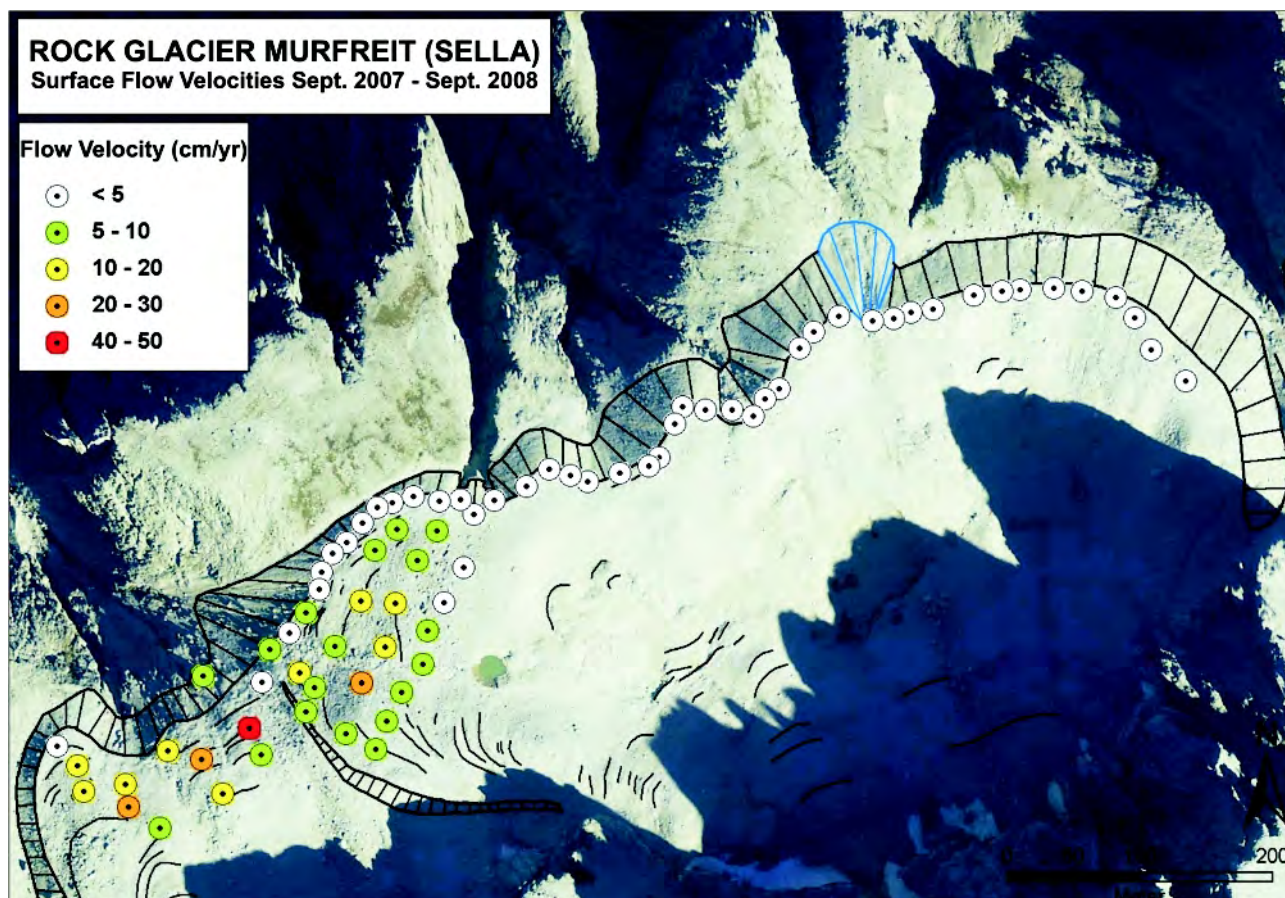 ROCK GLACIER MURFREIT (SELLA)
Surface Flow Velocities Sept. 2007 - Sept. 2008
Flow Velocity (cm/yr)
< 5
5 - 10
10 - 20
20 - 30
40 - 50
200